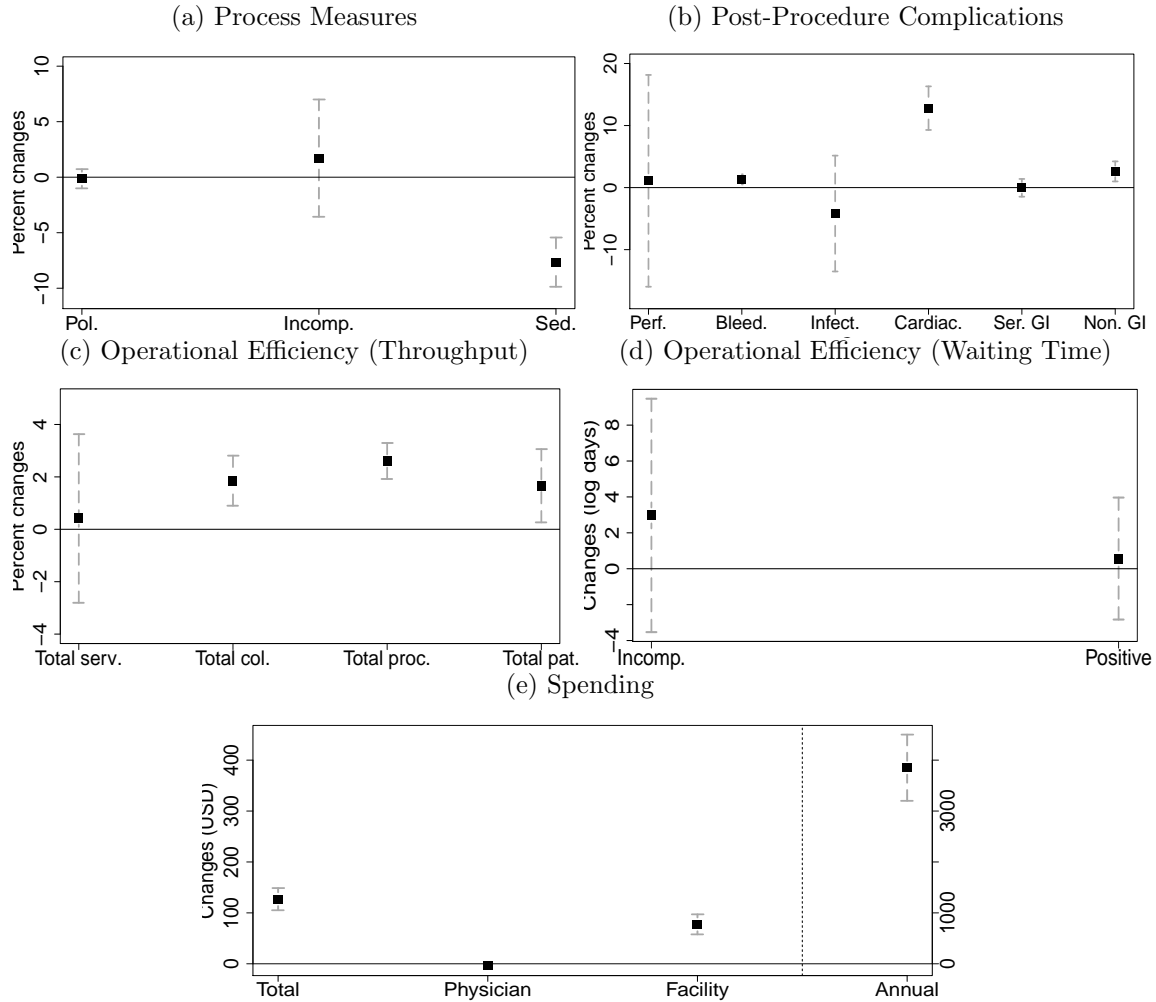 (a) Process Measures
Percent changes
10
5
0
−5
−10
Pol. Incomp. Sed.
(b) Post-Procedure Complications
Percent changes
20
10
0
−10
Perf. Bleed. Infect. Cardiac. Ser. GI Non. GI
(c) Operational Efficiency (Throughput)
Percent changes
4
2
0
−2
−4
Total serv. Total col. Total proc. Total pat.
(d) Operational Efficiency (Waiting Time)
Changes (log days)
8
6
4
2
0
−4
Incomp. Positive
(e) Spending
Changes (USD)
400
300
200
100
0
3000
1000
0
Total Physician Facility Annual